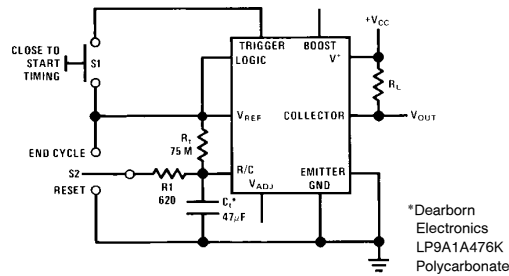 +VCC
CLOSE TO
START
TIMING
S1
TRIGGER
BOOST
LOGIC
V+
RL
VREF
COLLECTOR
VOUT
Rt
75 M
END CYCLE
S2
R/C
EMITTER
RESET
R1
620
VADJ
GND
Ct*
47μF
*Dearborn
Electronics
LP9A1A476K
Polycarbonate